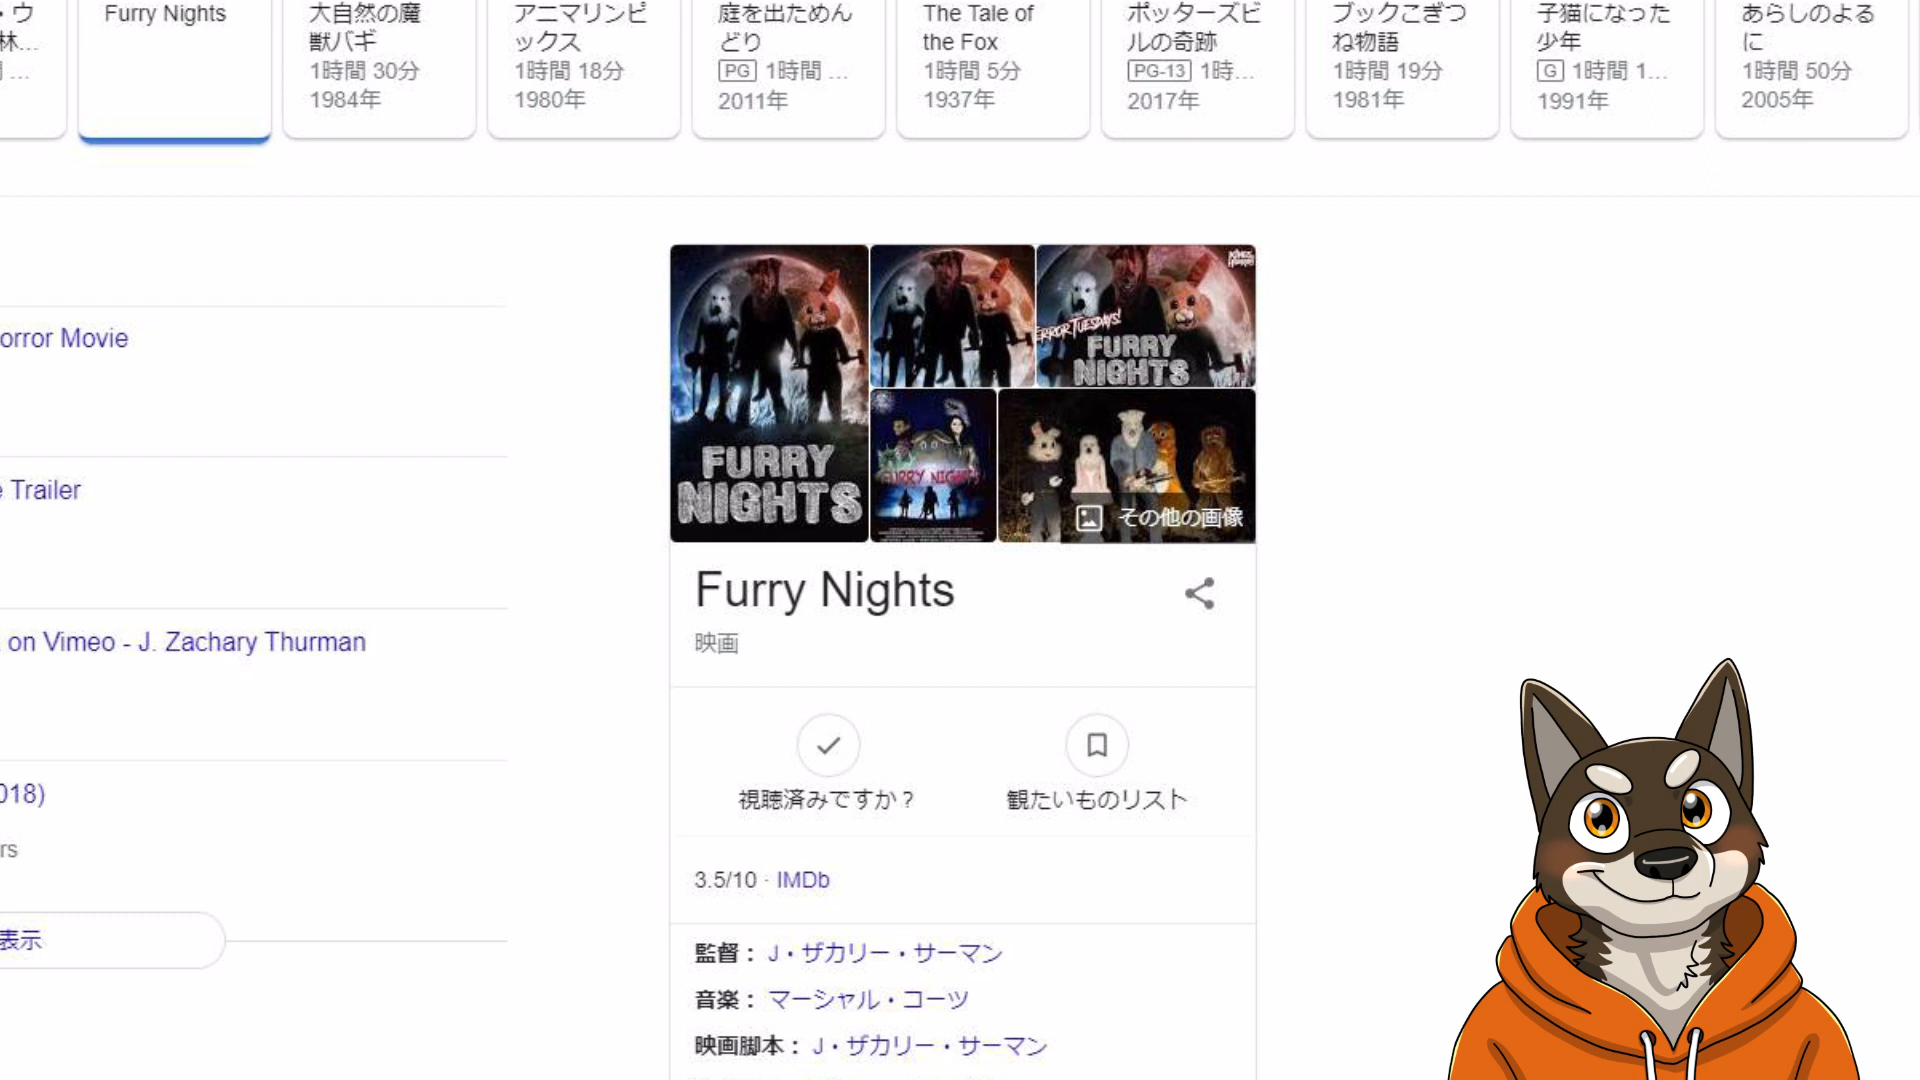 ・ウ
林...
...
Furry Nights
大自然の魔
獣バギ
1時間 30分
1984年
アニマリンピ
ックス
1時間 18分
1980年
庭を出ためん
どり
PG 1時間 ...
2011年
The Tale of
the Fox
1時間 5分
1937年
ポッターズビ
ルの奇跡
PG-13 1時...
2017年
ブックこぎつ
ね物語
1時間 19分
1981年
子猫になった
少年
G 1時間 1...
1991年
あらしのよる
に
1時間 50分
2005年
orror Movie
e Trailer
on Vimeo - J. Zachary Thurman
018)
rs
表示
FURRY
NIGHTS
ERROR TUESDAYS!
FURRY
NIGHTS
KINGS
HORROR
FURRY NIGHTS
その他の画像
Furry Nights
映画
視聴済みですか？
観たいものリスト
3.5/10 · IMDb
監督： J・ザカリー・サーマン
音楽： マーシャル・コーツ
映画脚本： J・ザカリー・サーマン